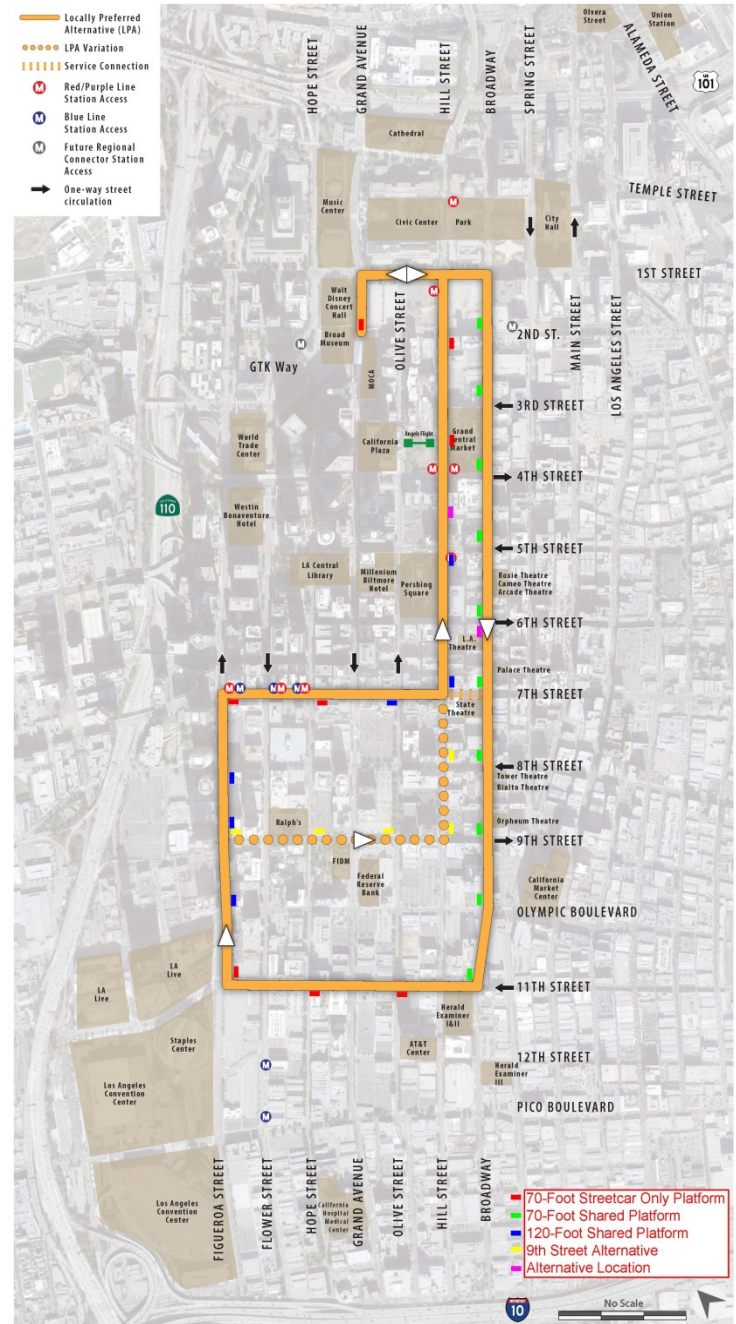 Locally Preferred
Alternative (LPA)
LPA Variation
Service Connection
M
Red/Purple Line
Station Access
M
Blue Line
Station Access
M
Future Regional
Connector Station
Access
One-way street
circulation
Olvera
Street
Union
Station
HOPE STREET
GRAND AVENUE
HILL STREET
BROADWAY
SPRING STREET
ALAMEDA STREET
101
Cathedral
TEMPLE STREET
Music
Center
M
Civic Center Park
City
Hall
1ST STREET
Walt
Disney
Concert
Hall
M
OLIVE STREET
MAIN STREET
LOS ANGELES STREET
M
2ND ST.
Broad
Museum
M
GTK Way
MOCA
3RD STREET
World
Trade
Center
California
Plaza
Angels Flight
Grand
Central
Market
M
M
4TH STREET
110
Westin
Bonaventure
Hotel
5TH STREET
M
LA Central
Library
Millenium
Biltmore
Hotel
Pershing
Square
Roxie Theatre
Cameo Theatre
Arcade Theatre
6TH STREET
L.A.
Theatre
Palace Theatre
M M M M M M
7TH STREET
State
Theatre
8TH STREET
Tower Theatre
Rialto Theatre
Ralph's
Orpheum Theatre
9TH STREET
FIDM
Federal
Reserve
Bank
California
Market
Center
OLYMPIC BOULEVARD
LA
Live
LA
Live
11TH STREET
Herald
Examiner
I&II
Staples
Center
AT&T
Center
12TH STREET
M
Herald
Examiner
III
Los Angeles
Convention
Center
M
PICO BOULEVARD
FIGUEROA STREET
FLOWER STREET
HOPE STREET
GRAND AVENUE
OLIVE STREET
HILL STREET
BROADWAY
Los Angeles
Convention
Center
California
Hospital
Medical
Center
70-Foot Streetcar Only Platform
70-Foot Shared Platform
120-Foot Shared Platform
9th Street Alternative
Alternative Location
10
No Scale